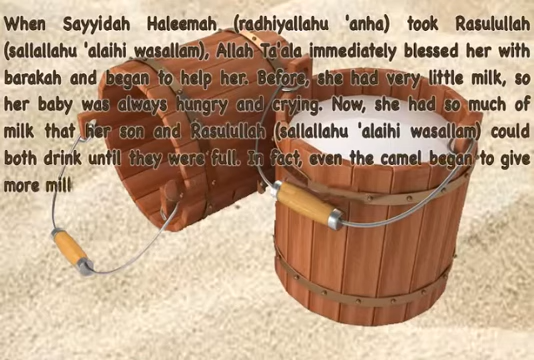 When Sayyidah Haleemah (radhiyallahu 'anha) took Rasulullah
(sallallahu 'alaihi wasallam), Allah Ta'ala immediately blessed her with
barakah and began to help her. Before, she had very little milk, so
her baby was always hungry and crying. Now, she had so much of
milk that her son and Rasulullah (sallallahu 'alaihi wasallam) could
both drink until they were full. In fact, even the camel began to give
more mill